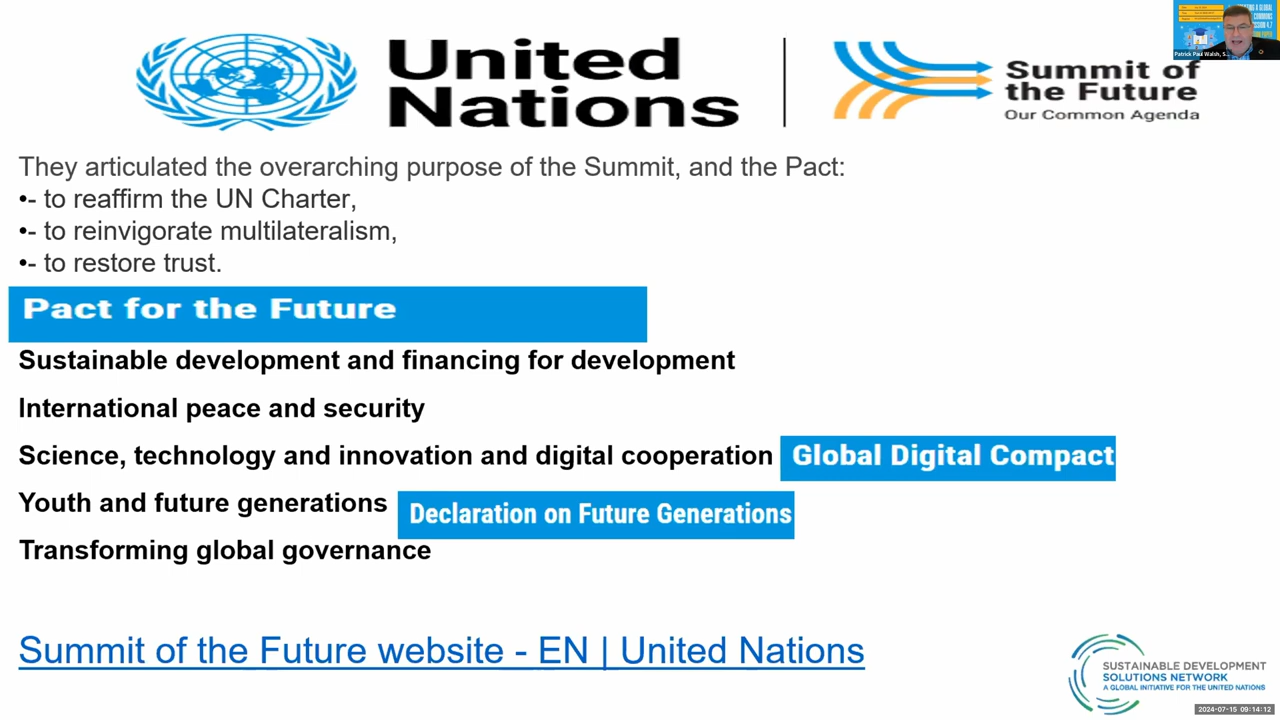 United
Nations
Summit of
the Future
Our Common Agenda
Patrick Paul Walsh, S...
They articulated the overarching purpose of the Summit, and the Pact:
•- to reaffirm the UN Charter,
•- to reinvigorate multilateralism,
•- to restore trust.
Pact for the Future
Sustainable development and financing for development
International peace and security
Science, technology and innovation and digital cooperation Global Digital Compact
Youth and future generations Declaration on Future Generations
Transforming global governance
Summit of the Future website - EN | United Nations
SUSTAINABLE DEVELOPMENT
SOLUTIONS NETWORK
A GLOBAL INITIATIVE FOR THE UNITED NATIONS
2024-07-15 09:14:12